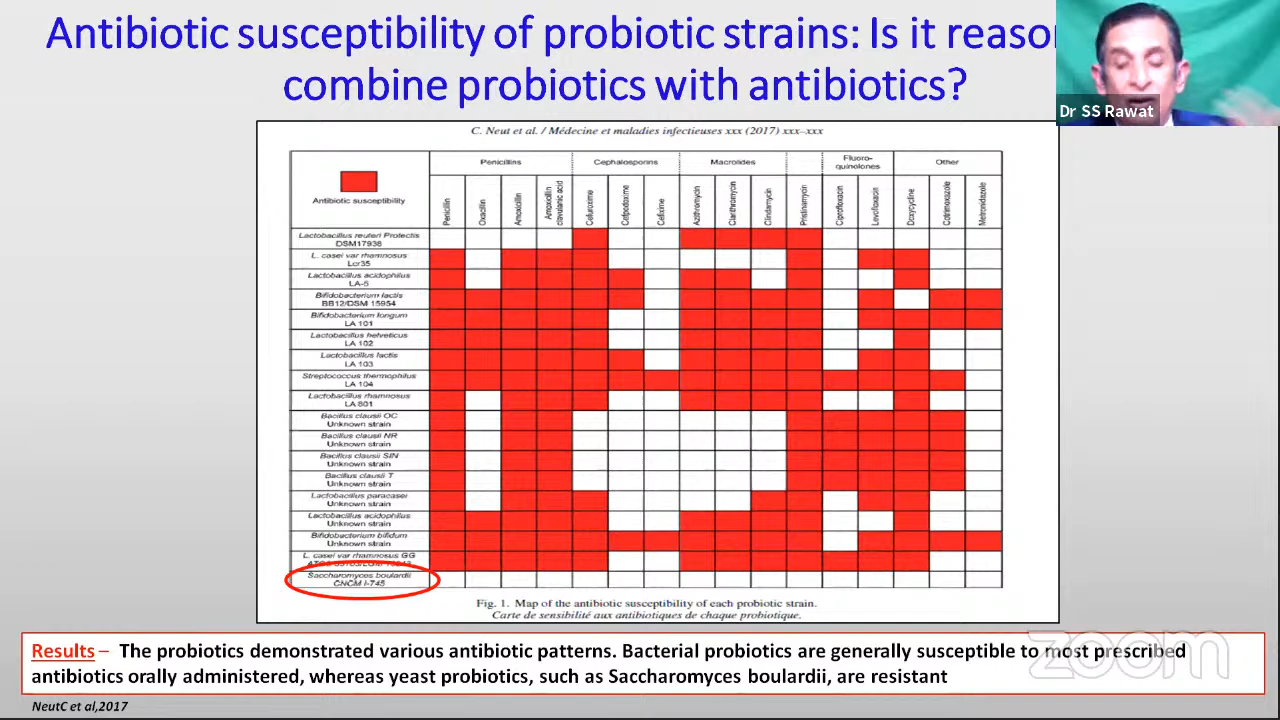 Antibiotic susceptibility of probiotic strains: Is it reaso
combine probiotics with antibiotics?
Dr SS Rawat
C. Neut et al. / Médecine et maladies infectieuses xxx (2017) xxx–xxx
Antibiotic susceptibility
Penicillins
Cephalosporins
Macrolides
Fluoro-
quinolones
Other
Penicillin
Oxacillin
Amoxicillin
Amoxicillin
clavulanic acid
Cefuroxime
Cefpodoxime
Cefixime
Azithromycin
Clarithromycin
Clindamycin
Pristinamycin
Ciprofloxacin
Levofloxacin
Doxycycline
Cotrimoxazole
Metronidazole
Lactobacillus reuteri Protectis
DSM17938
L. casei var rhamnosus
Lcr35
Lactobacillus acidophilus
LA-5
Bifidobacterium lactis
BB12/DSM 15954
Bifidobacterium longum
LA 101
Lactobacillus helveticus
LA 102
Lactobacillus lactis
LA 103
Streptococcus thermophilus
LA 104
Lactobacillus rhamnosus
LA 801
Bacillus clausii OC
Unknown strain
Bacillus clausii NR
Unknown strain
Bacillus clausii SIN
Unknown strain
Bacillus clausii T
Unknown strain
Lactobacillus paracasei
Unknown strain
Lactobacillus acidophilus
Unknown strain
Bifidobacterium bifidum
Unknown strain
L. casei var rhamnosus GG
Saccharomyces boulardii
CNCM I-745
Fig. 1. Map of the antibiotic susceptibility of each probiotic strain.
Carte de sensibilité aux antibiotiques de chaque probiotique.
Results – The probiotics demonstrated various antibiotic patterns. Bacterial probiotics are generally susceptible to most prescribed
antibiotics orally administered, whereas yeast probiotics, such as Saccharomyces boulardii, are resistant
zoom
NeutC et al,2017